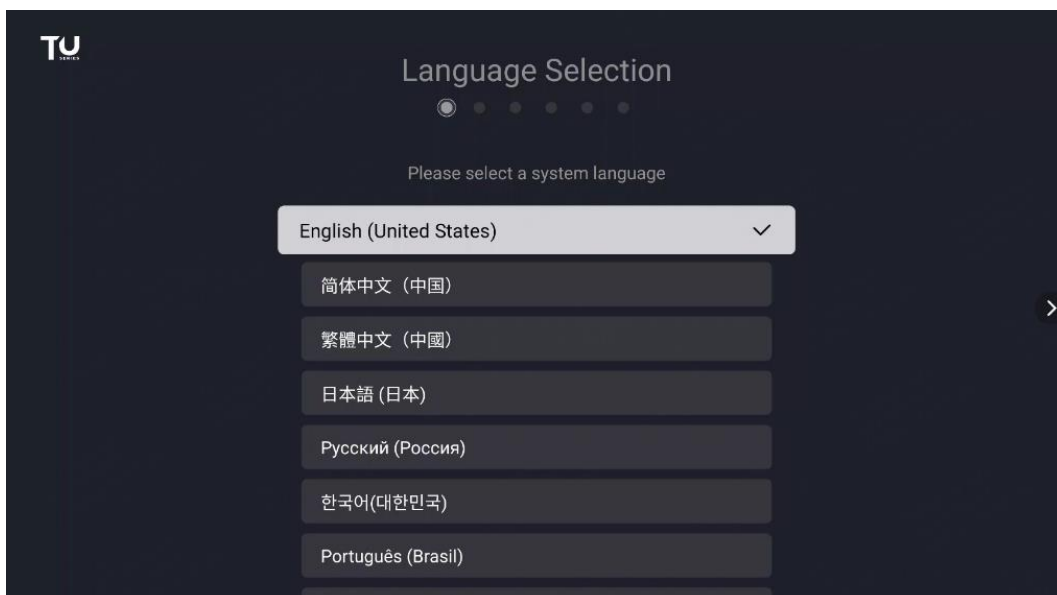 TU
SERIES
Language Selection
Please select a system language
English (United States)
简体中文（中国）
繁體中文（中國）
日本語 (日本)
Русский (Россия)
한국어(대한민국)
Português (Brasil)